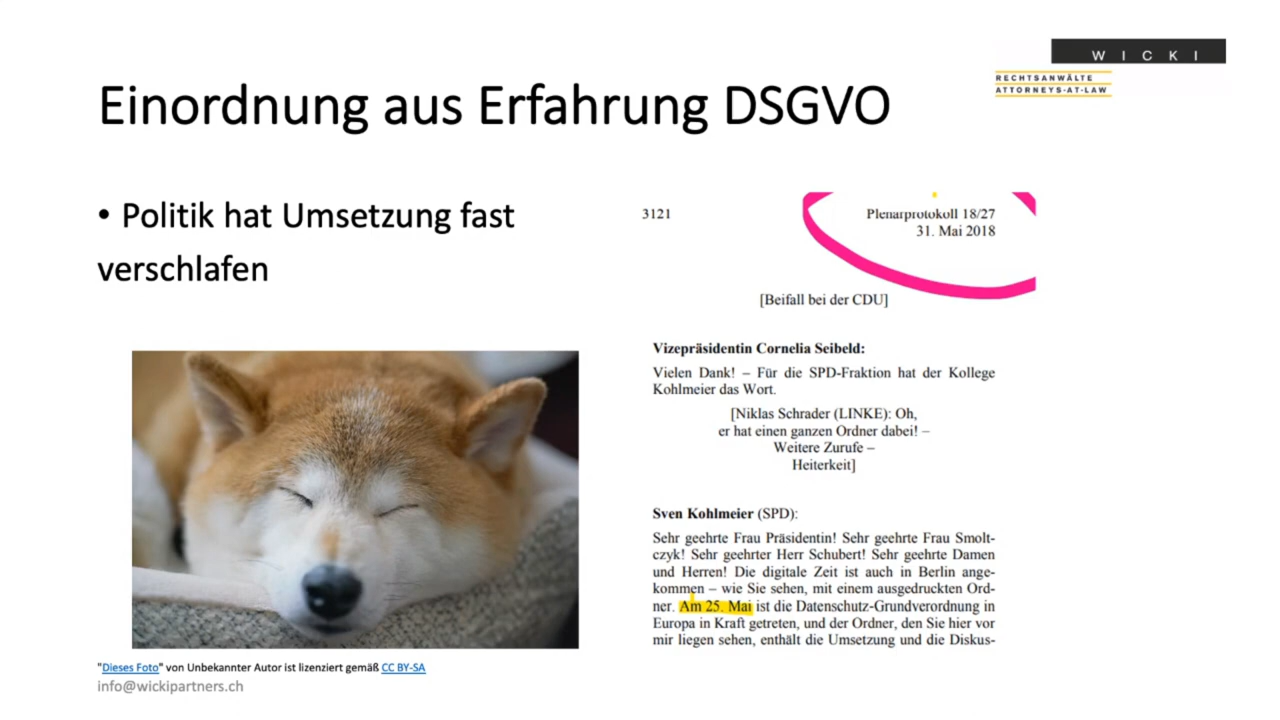 W I C K I
RECHTSANWÄLTE
ATTORNEYS-AT-LAW
Einordnung aus Erfahrung DSGVO
• Politik hat Umsetzung fast
verschlafen
3121
Plenarprotokoll 18/27
31. Mai 2018
[Beifall bei der CDU]
Vizepräsidentin Cornelia Seibeld:
Vielen Dank! – Für die SPD-Fraktion hat der Kollege
Kohlmeier das Wort.
[Niklas Schrader (LINKE): Oh,
er hat einen ganzen Ordner dabei! –
Weitere Zurufe –
Heiterkeit]
Sven Kohlmeier (SPD):
Sehr geehrte Frau Präsidentin! Sehr geehrte Frau Smolt-
czyk! Sehr geehrter Herr Schubert! Sehr geehrte Damen
und Herren! Die digitale Zeit ist auch in Berlin ange-
kommen – wie Sie sehen, mit einem ausgedruckten Ord-
ner. Am 25. Mai ist die Datenschutz-Grundverordnung in
Europa in Kraft getreten, und der Ordner, den Sie hier vor
mir liegen sehen, enthält die Umsetzung und die Diskus-
"Dieses Foto" von Unbekannter Autor ist lizenziert gemäß CC BY-SA
info@wickipartners.ch